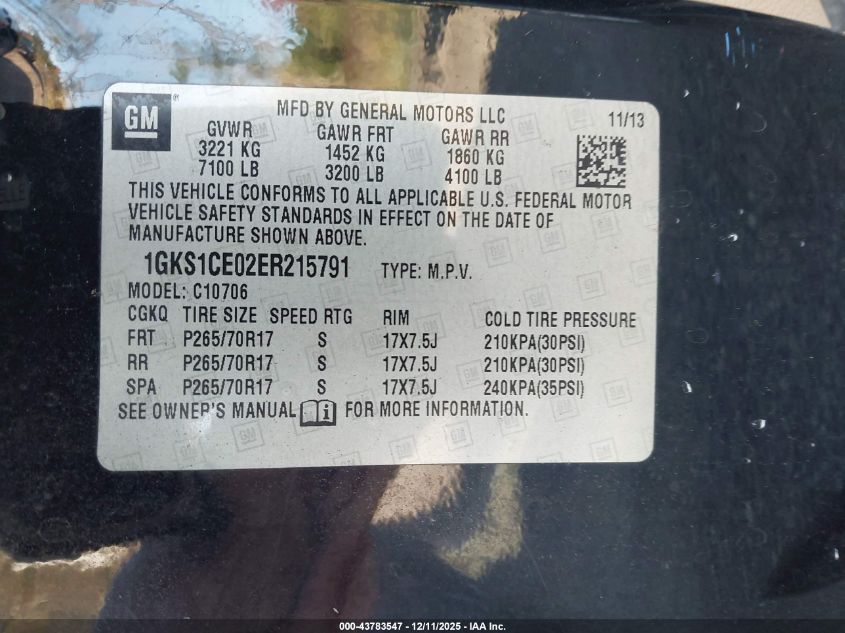 GM
MFD BY GENERAL MOTORS LLC
11/13
GVWR GAWR FRT GAWR RR
3221 KG 1452 KG 1860 KG
7100 LB 3200 LB 4100 LB
THIS VEHICLE CONFORMS TO ALL APPLICABLE U.S. FEDERAL MOTOR
VEHICLE SAFETY STANDARDS IN EFFECT ON THE DATE OF
MANUFACTURE SHOWN ABOVE.
1GKS1CE02ER215791 TYPE: M.P.V.
MODEL: C10706
CGKQ TIRE SIZE SPEED RTG RIM COLD TIRE PRESSURE
FRT P265/70R17 S 17X7.5J 210KPA(30PSI)
RR P265/70R17 S 17X7.5J 210KPA(30PSI)
SPA P265/70R17 S 17X7.5J 240KPA(35PSI)
SEE OWNER'S MANUAL i FOR MORE INFORMATION.
000-43783547 - 12/11/2025 - IAA Inc.